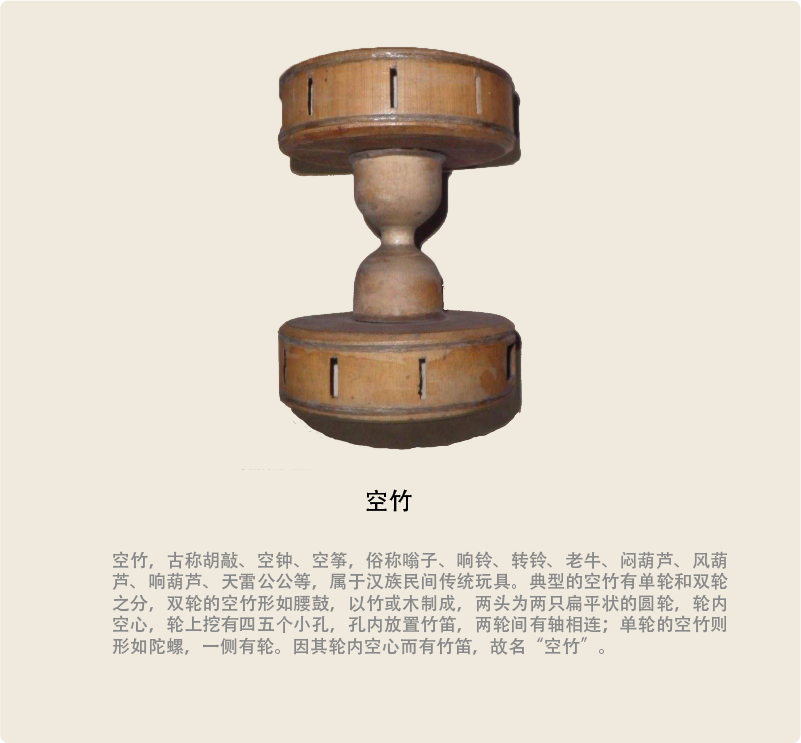 空竹
空竹，古称胡敲、空钟、空筝，俗称嗡子、响铃、转铃、老牛、闷葫芦、风葫
芦、响葫芦、天雷公公等，属于汉族民间传统玩具。典型的空竹有单轮和双轮
之分，双轮的空竹形如腰鼓，以竹或木制成，两头为两只扁平状的圆轮，轮内
空心，轮上挖有四五个小孔，孔内放置竹笛，两轮间有轴相连；单轮的空竹则
形如陀螺，一侧有轮。因其轮内空心而有竹笛，故名“空竹”。